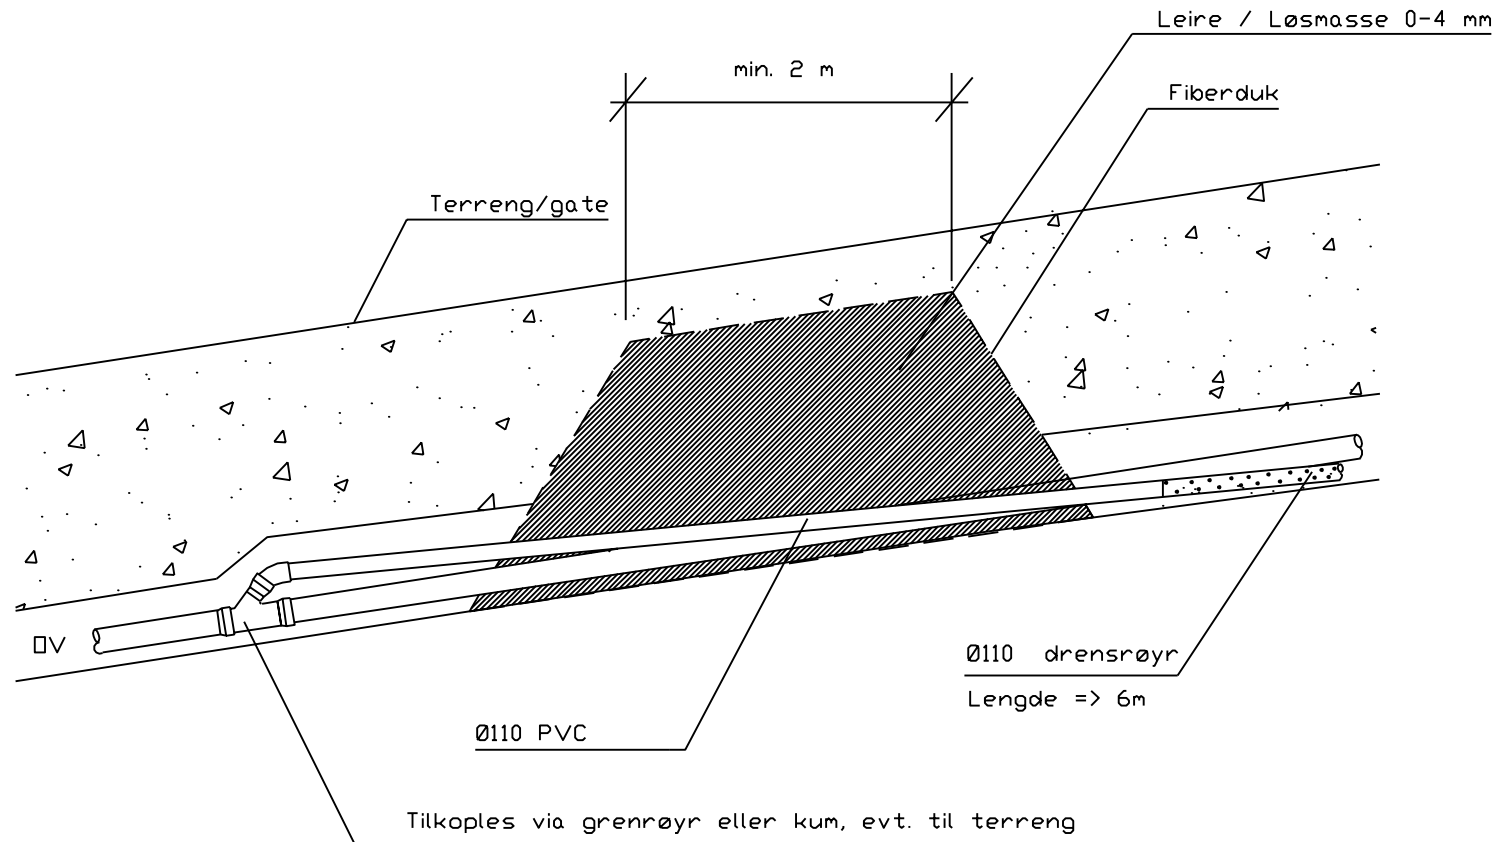 Leire / Løsmasse 0-4 mm
min. 2 m
Fiberduk
Terreng/gate
OV
Ø110 drensrøyr
Lengde => 6m
Ø110 PVC
Tilkoples via grenrøyr eller kum, evt. til terreng